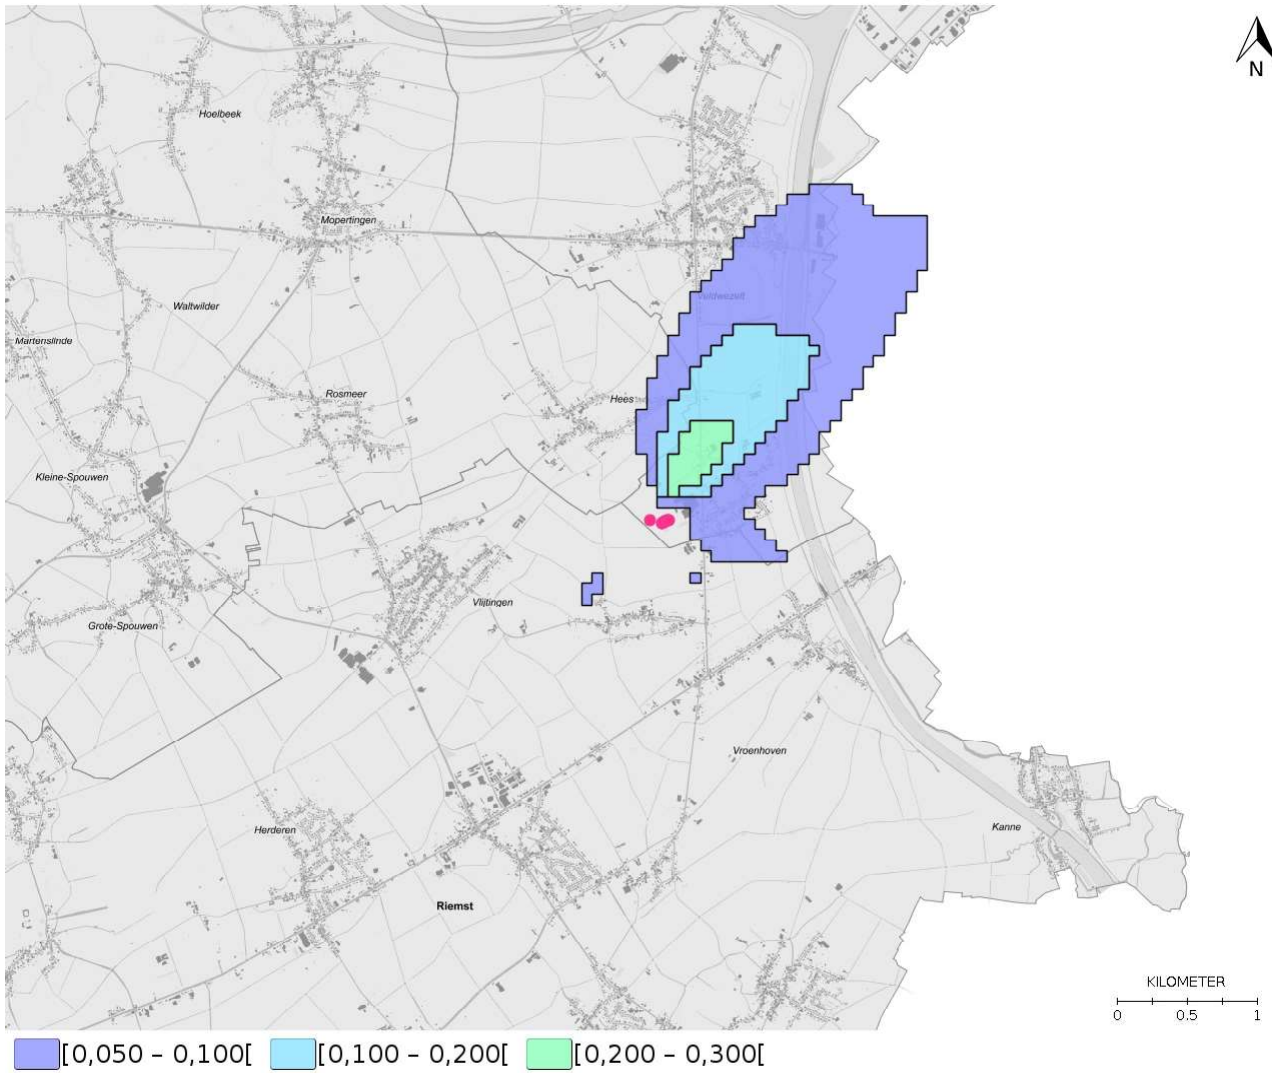 N
Hoelbeek
Mopertingen
Veldwezelt
Waltwilder
Martenslinde
Rosmeer
Hees
Kleine-Spouwen
Vlijtingen
Grote-Spouwen
Vroenhoven
Herderen
Kanne
Riemst
KILOMETER
0 0.5 1
[0,050 – 0,100[ [0,100 – 0,200[ [0,200 – 0,300[